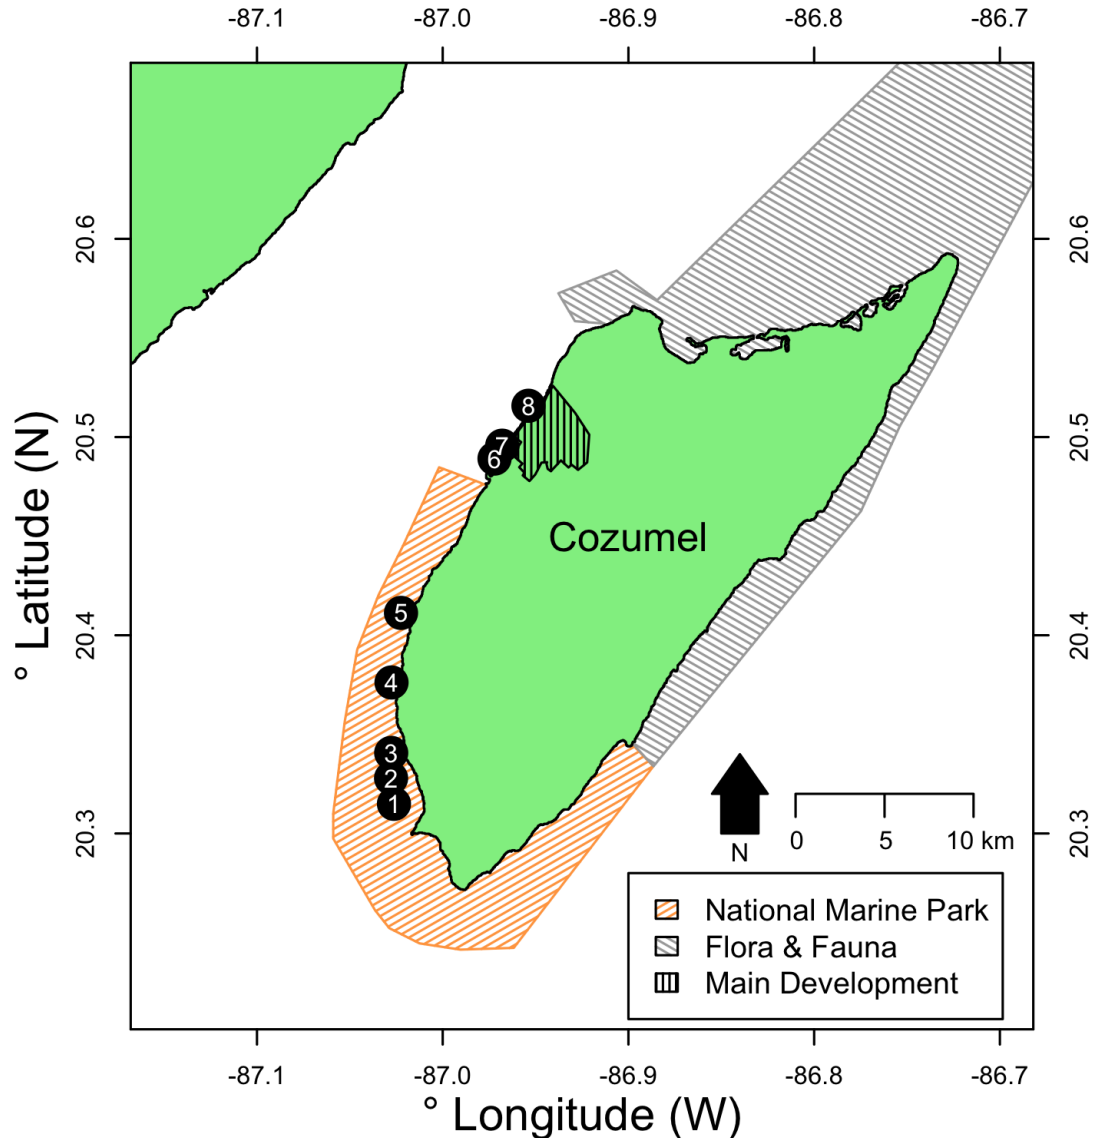 -87.1 -87.0 -86.9 -86.8 -86.7
20.6 20.6
8
20.5 20.5
7
6
Cozumel
5
° Latitude (N)
20.4 20.4
4
3
2
1
20.3 20.3
N
0 5 10 km
National Marine Park
Flora & Fauna
Main Development
-87.1 -87.0 -86.9 -86.8 -86.7
° Longitude (W)